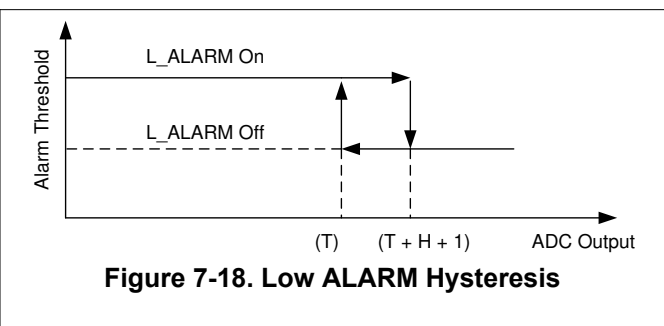 Alarm Threshold
L_ALARM On
L_ALARM Off
(T) (T + H + 1) ADC Output
Figure 7-18. Low ALARM Hysteresis